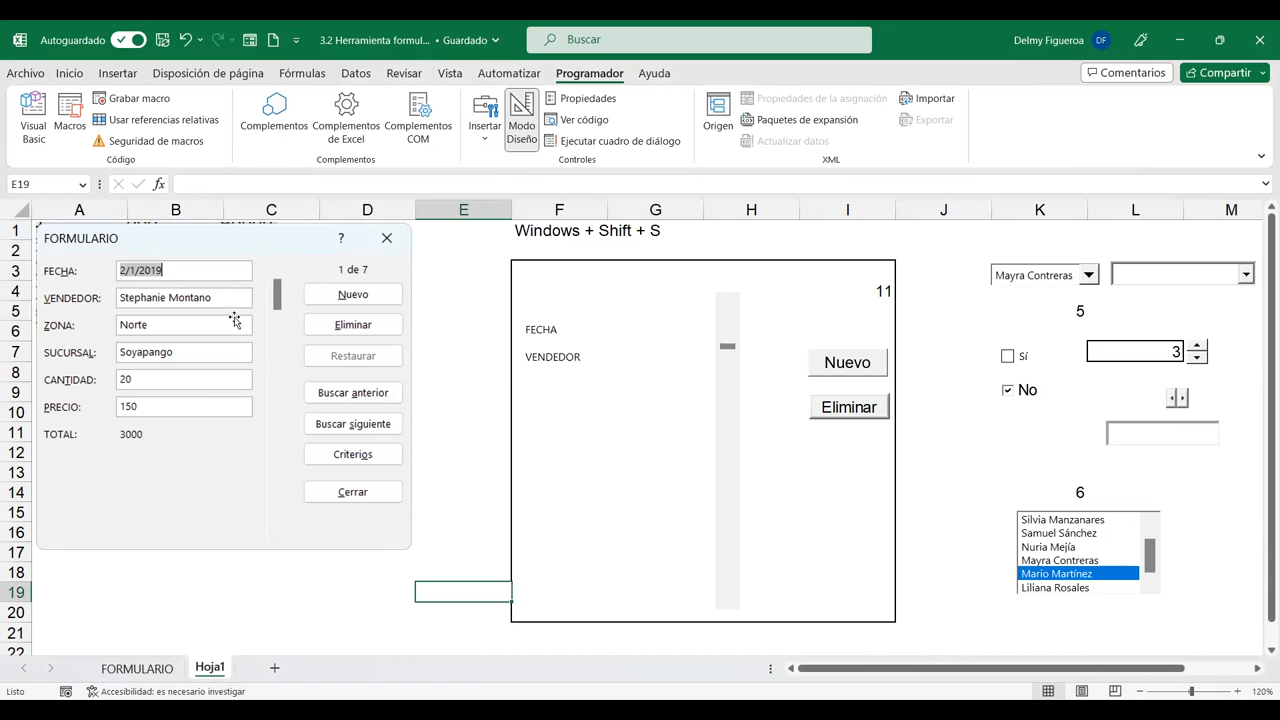 Autoguardado
3.2 Herramienta formul... • Guardado
Buscar
Delmy Figueroa
DF
Archivo Inicio Insertar Disposición de página Fórmulas Datos Revisar Vista Automatizar Programador Ayuda
Comentarios
Compartir
Visual Basic
Macros
Grabar macro
Usar referencias relativas
Seguridad de macros
Código
Complementos
Complementos de Excel
Complementos COM
Complementos
Insertar
Modo Diseño
Propiedades
Ver código
Ejecutar cuadro de diálogo
Controles
Origen
Propiedades de la asignación
Paquetes de expansión
Actualizar datos
Importar
Exportar
XML
E19
fx
A B C D E F G H I J K L M
1
2
3
4
5
6
7
8
9
10
11
12
13
14
15
16
17
18
19
20
21
22
FORMULARIO
?
FECHA: 2/1/2019
VENDEDOR: Stephanie Montano
ZONA: Norte
SUCURSAL: Soyapango
CANTIDAD: 20
PRECIO: 150
TOTAL: 3000
1 de 7
Nuevo
Eliminar
Restaurar
Buscar anterior
Buscar siguiente
Criterios
Cerrar
Windows + Shift + S
11
FECHA
VENDEDOR
Nuevo
Eliminar
Mayra Contreras
5
Sí
3
No
6
Silvia Manzanares
Samuel Sánchez
Nuria Mejía
Mayra Contreras
Mario Martínez
Liliana Rosales
FORMULARIO Hoja1
Listo
Accesibilidad: es necesario investigar
120%